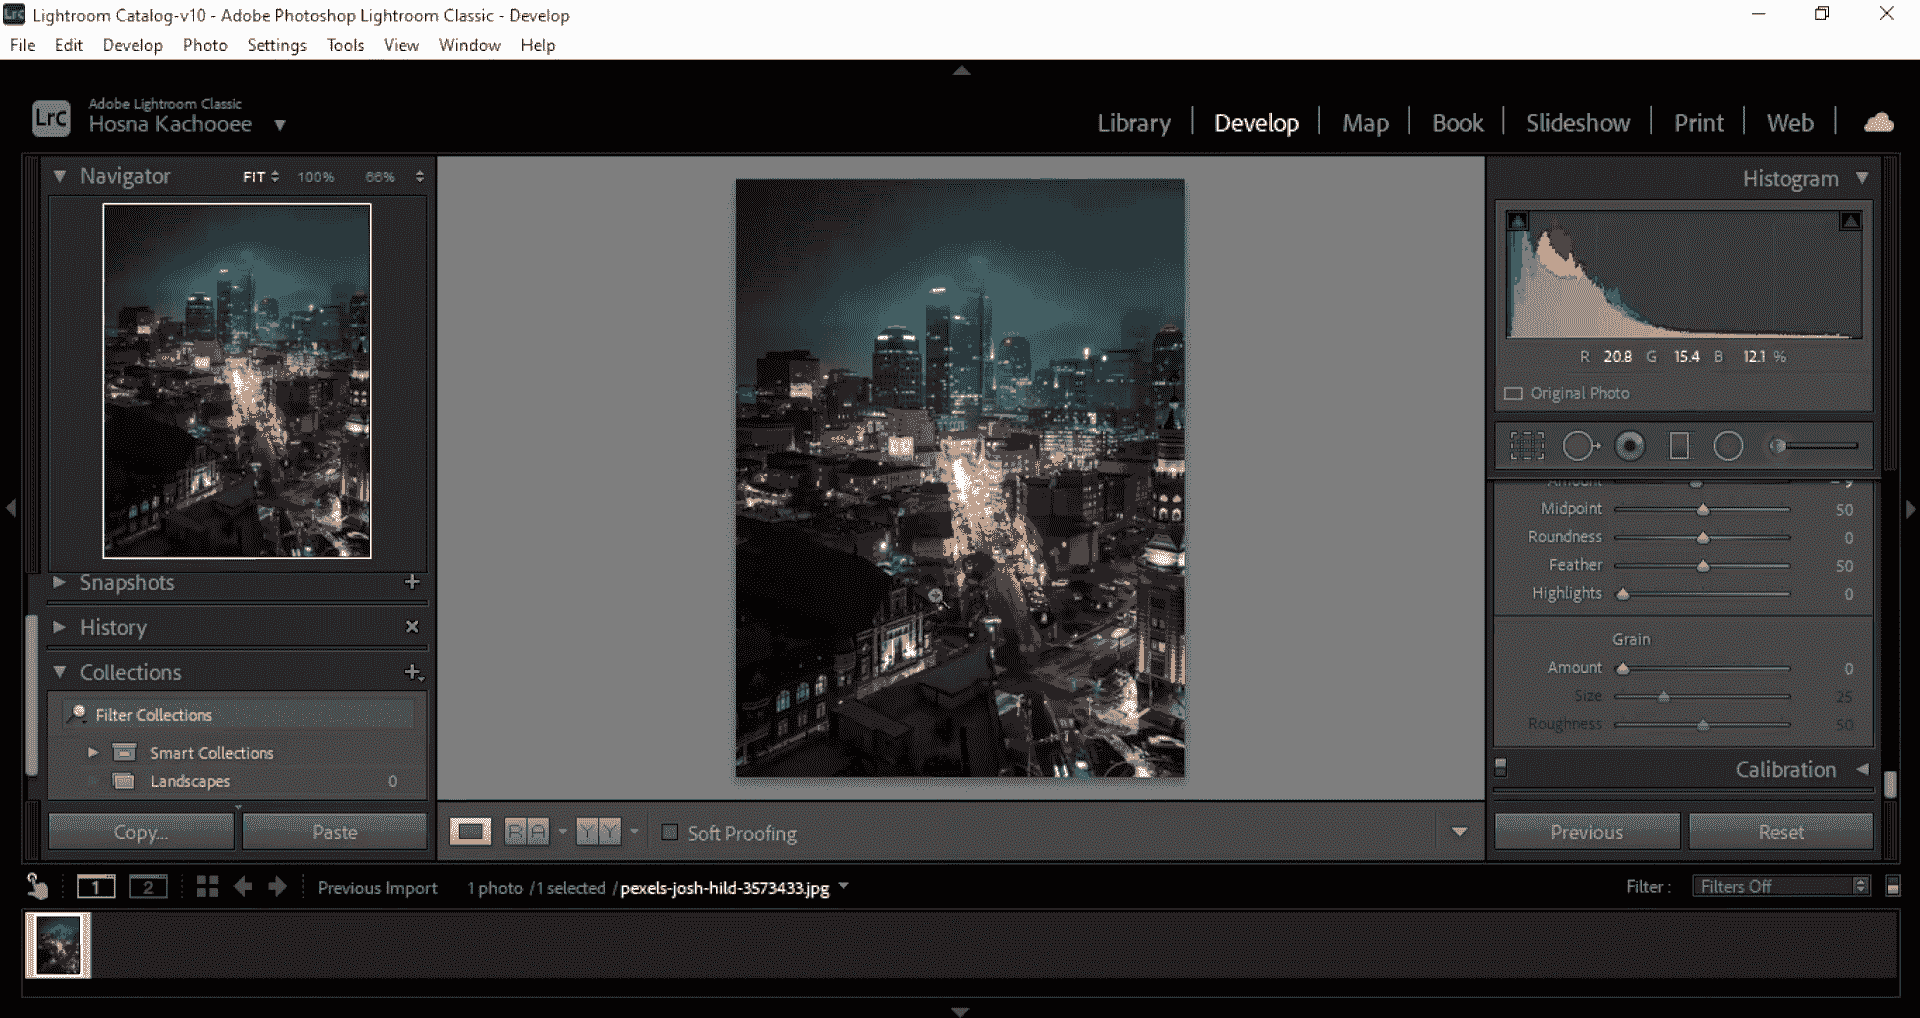 Lrc Lightroom Catalog-v10 - Adobe Photoshop Lightroom Classic - Develop
File Edit Develop Photo Settings Tools View Window Help
LrC
Adobe Lightroom Classic
Hosna Kachooee
Library Develop Map Book Slideshow Print Web
Navigator FIT 100% 66%
Snapshots +
History ×
Collections +
Filter Collections
Smart Collections
Landscapes 0
Copy... Paste
R A Y Y Soft Proofing
Histogram
R 20.8 G 15.4 B 12.1 %
Original Photo
Amount - 9
Midpoint 50
Roundness 0
Feather 50
Highlights 0
Grain
Amount 0
Size 25
Roughness 50
Calibration
Previous Reset
1 2 Previous Import 1 photo / 1 selected / pexels-josh-hild-3573433.jpg Filter : Filters Off